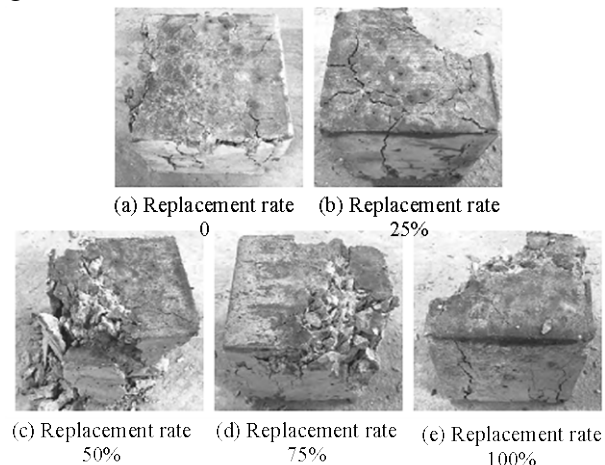 (a) Replacement rate
0
(b) Replacement rate
25%
(c) Replacement rate
50%
(d) Replacement rate
75%
(e) Replacement rate
100%